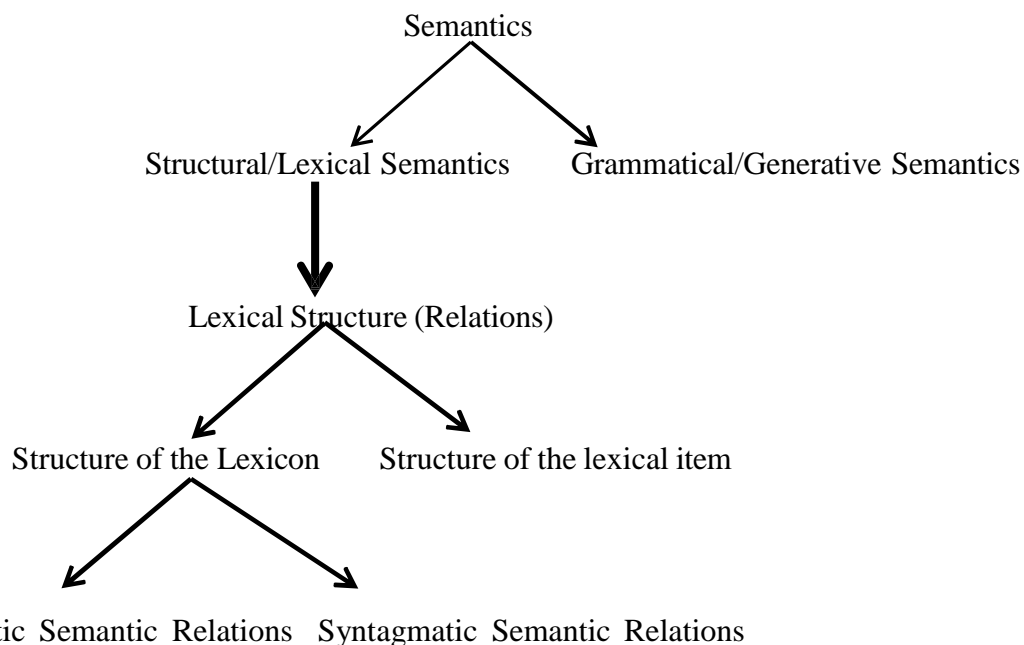 Semantics
Structural/Lexical Semantics Grammatical/Generative Semantics
Lexical Structure (Relations)
Structure of the Lexicon Structure of the lexical item
tic Semantic Relations Syntagmatic Semantic Relations